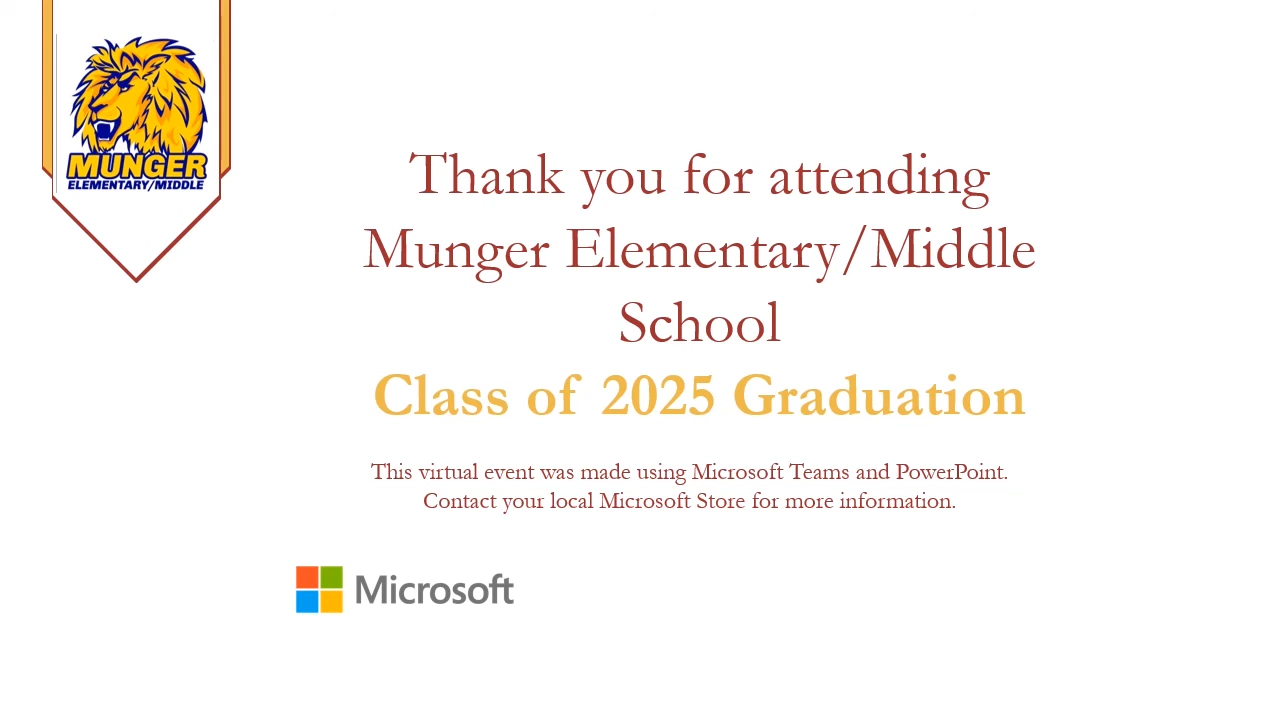 MUNGER
ELEMENTARY/MIDDLE
Thank you for attending
Munger Elementary/Middle
School
Class of 2025 Graduation
This virtual event was made using Microsoft Teams and PowerPoint.
Contact your local Microsoft Store for more information.
Microsoft